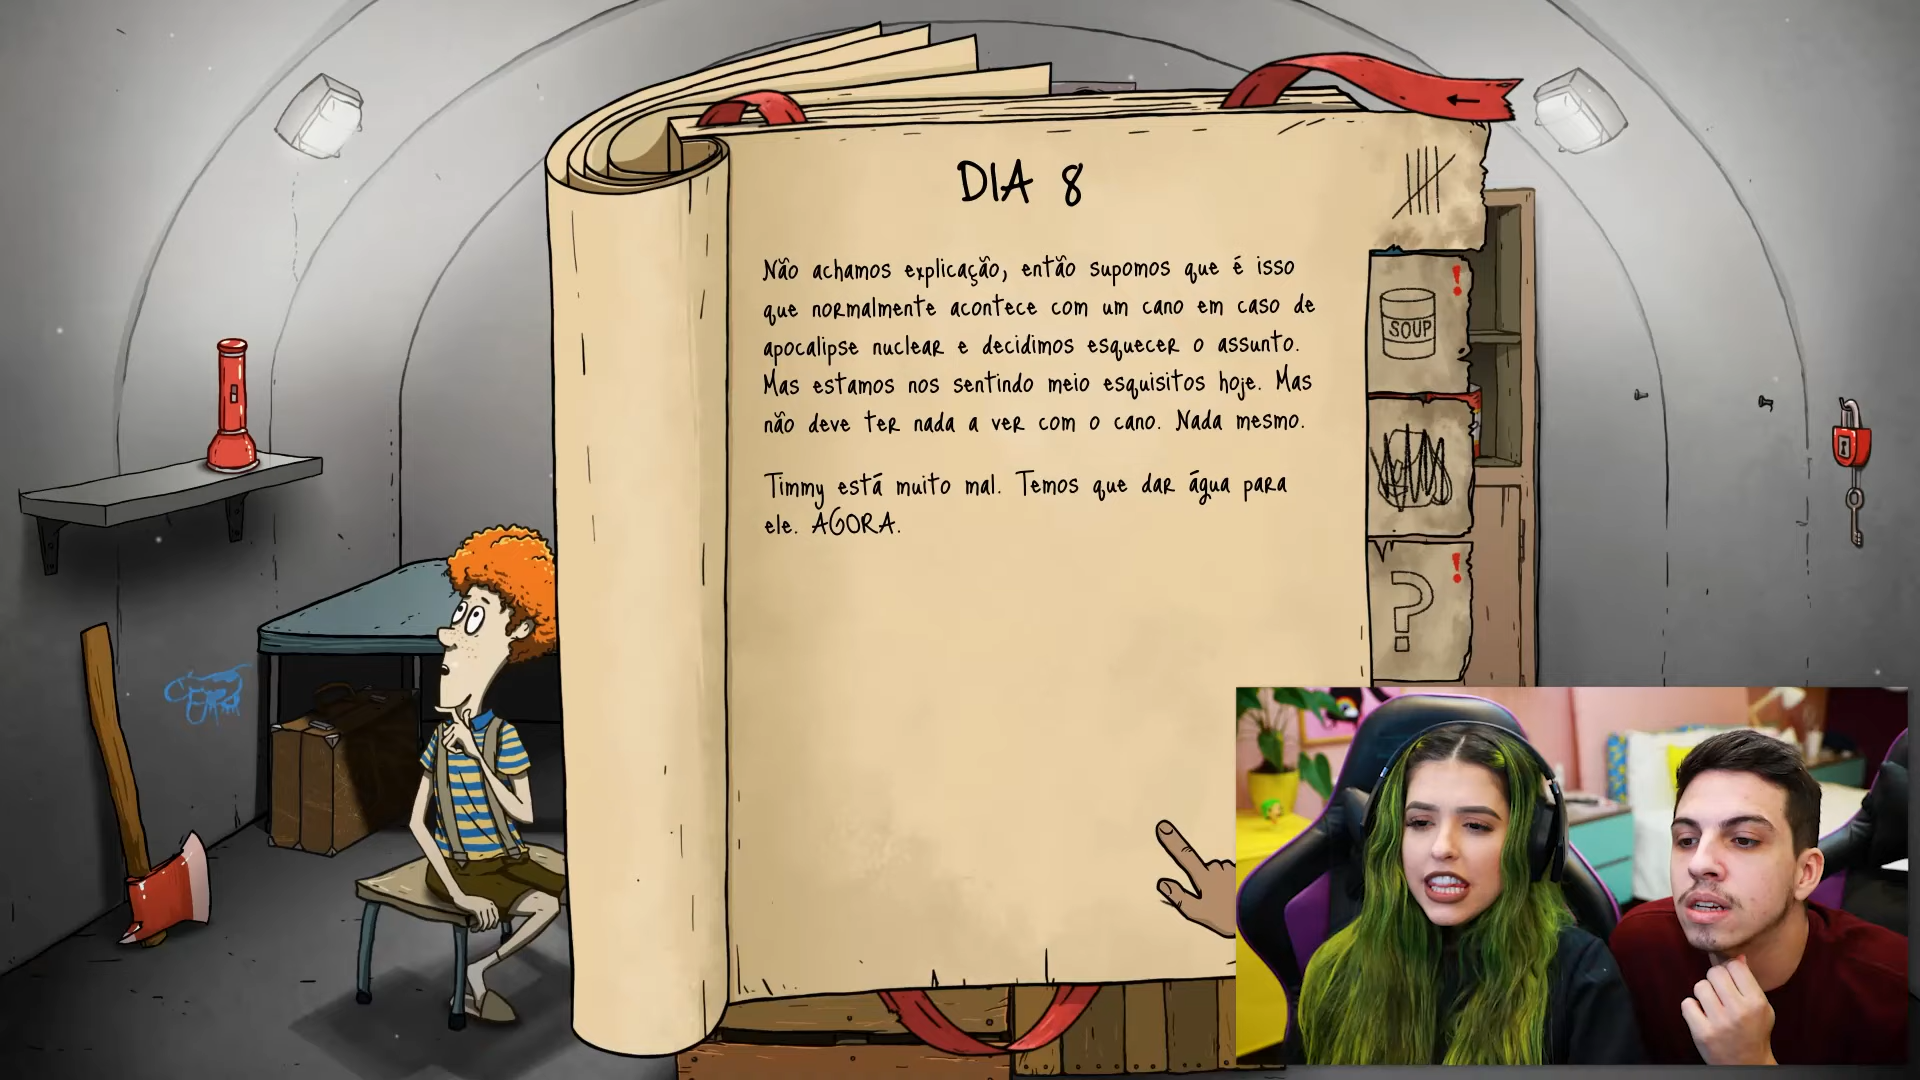 DIA 8
Não achamos explicação, então supomos que é isso
que normalmente acontece com um cano em caso de
apocalipse nuclear e decidimos esquecer o assunto.
Mas estamos nos sentindo meio esquisitos hoje. Mas
não deve ter nada a ver com o cano. Nada mesmo.
Timmy está muito mal. Temos que dar água para
ele. AGORA.
!
SOUP
!
?